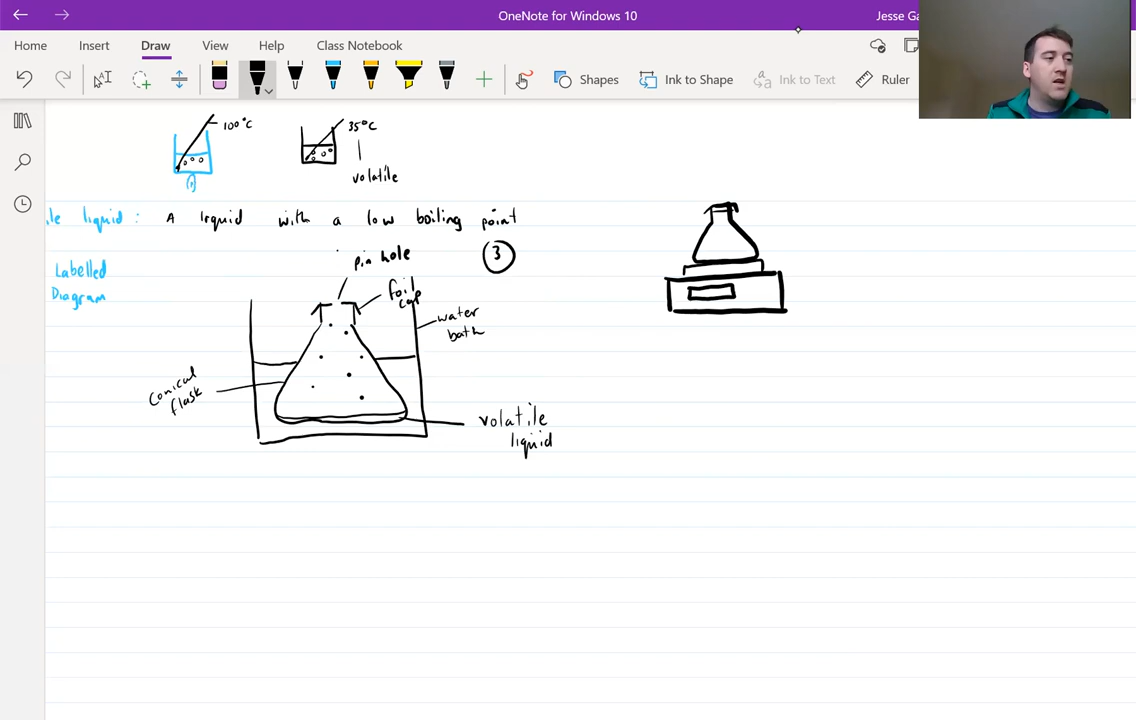 OneNote for Windows 10
Jesse Ga
Home Insert Draw View Help Class Notebook
Shapes Ink to Shape Ink to Text Ruler
100°C
35°C
volatile
ile liquid: A liquid with a low boiling point
pin hole
3
Labelled
Diagram
foil
cap
water
bath
conical
flask
volatile
liquid